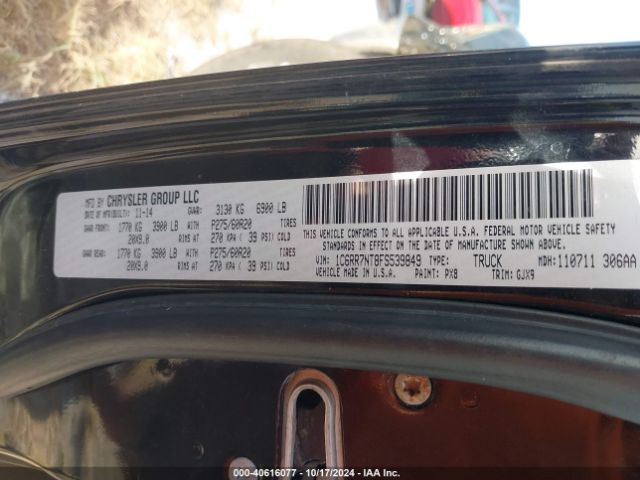 MFD BY CHRYSLER GROUP LLC
DATE OF MFR(BUILT): 11-14 GVWR: 3130 KG 6900 LB
GAWR FRONT: 1770 KG 3900 LB WITH P275/60R20 TIRES
20X9.0 RIMS AT 270 KPA ( 39 PSI) COLD
GAWR REAR: 1770 KG 3900 LB WITH P275/60R20 TIRES
20X9.0 RIMS AT 270 KPA ( 39 PSI) COLD
THIS VEHICLE CONFORMS TO ALL APPLICABLE U.S.A. FEDERAL MOTOR VEHICLE SAFETY
STANDARDS IN EFFECT ON THE DATE OF MANUFACTURE SHOWN ABOVE.
VIN: 1C6RR7NT8FS539849 TYPE: TRUCK MDH:110711 306AA
VEHICLE MADE IN PAINT: PX8 TRIM: GJX9
000-40616077 - 10/17/2024 - IAA Inc.